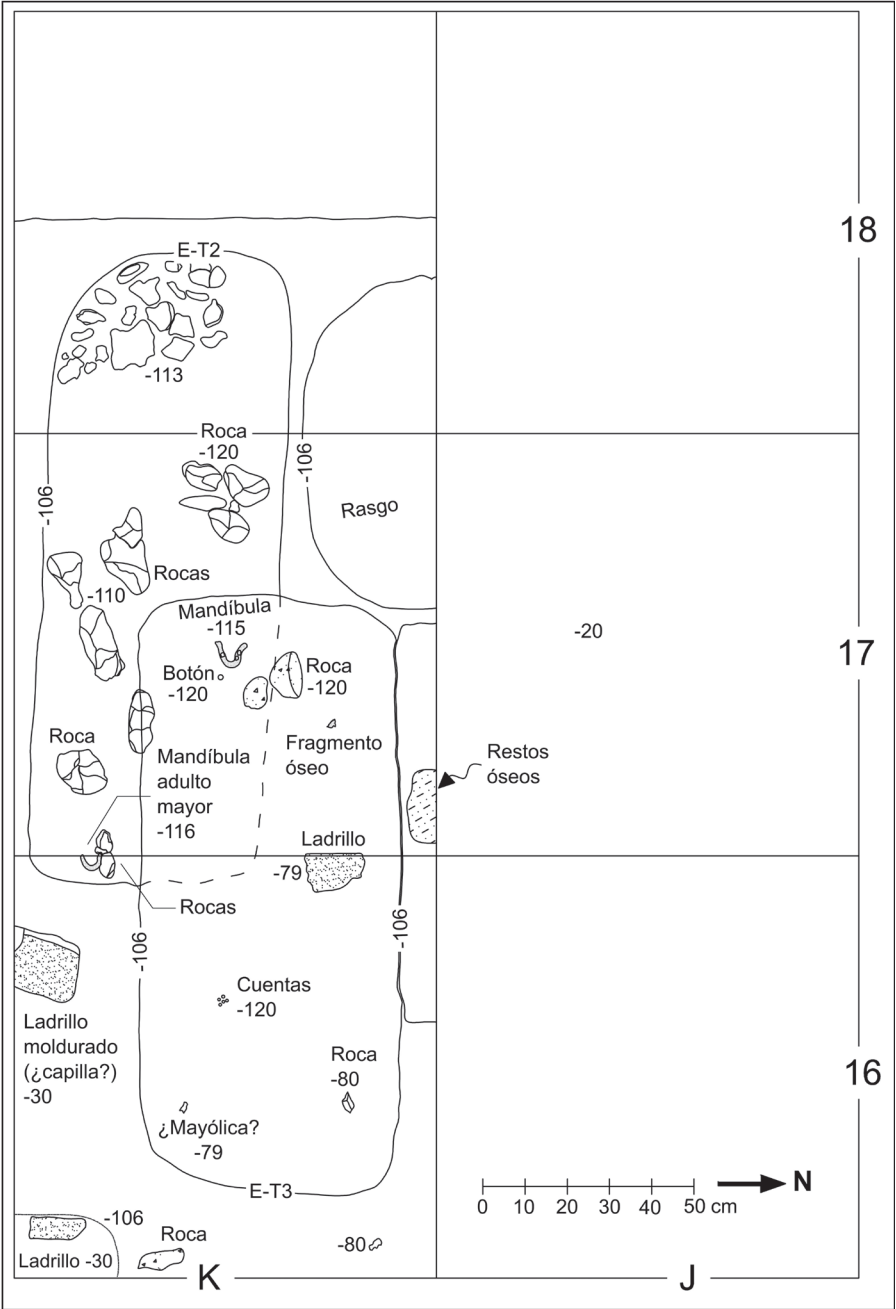 18
E-T2
-113
Roca
-120
-106
-106
Rasgo
Rocas
-110
Mandíbula
-115
-20
Botón
-120
Roca
-120
17
Roca
Fragmento
óseo
Mandíbula
adulto
mayor
-116
Restos
óseos
Ladrillo
-79
Rocas
-106
-106
Cuentas
-120
Ladrillo
moldurado
(¿capilla?)
-30
Roca
-80
16
¿Mayólica?
-79
E-T3
N
0 10 20 30 40 50 cm
-106
Roca
-80
Ladrillo -30
K
J